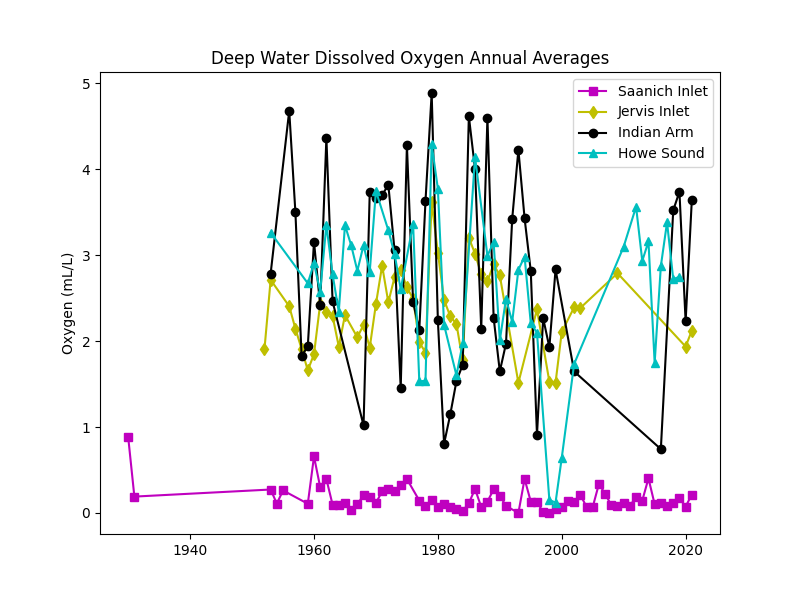 Deep Water Dissolved Oxygen Annual Averages
Saanich Inlet
Jervis Inlet
Indian Arm
Howe Sound
Oxygen (mL/L)
5
4
3
2
1
0
1940
1960
1980
2000
2020